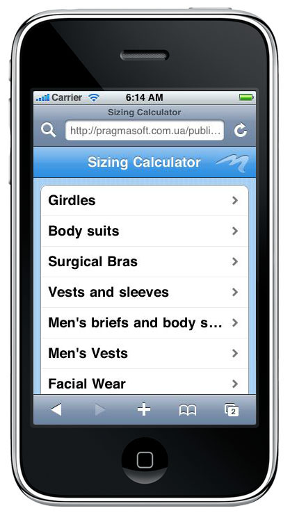 Carrier 6:14 AM
Sizing Calculator
http://pragmasoft.com.ua/publi...
Sizing Calculator
Girdles
Body suits
Surgical Bras
Vests and sleeves
Men's briefs and body s...
Men's Vests
Facial Wear
2